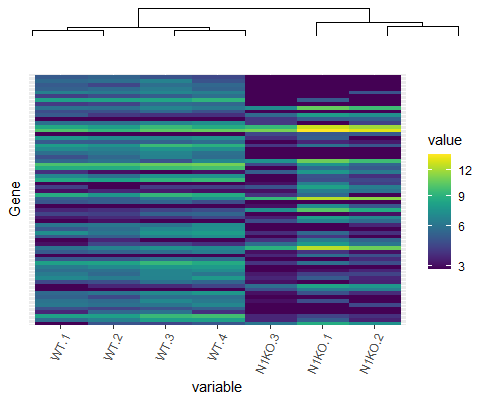 value
12
9
6
3
Gene
WT.1
WT.2
WT.3
WT.4
N1KO.3
N1KO.1
N1KO.2
variable